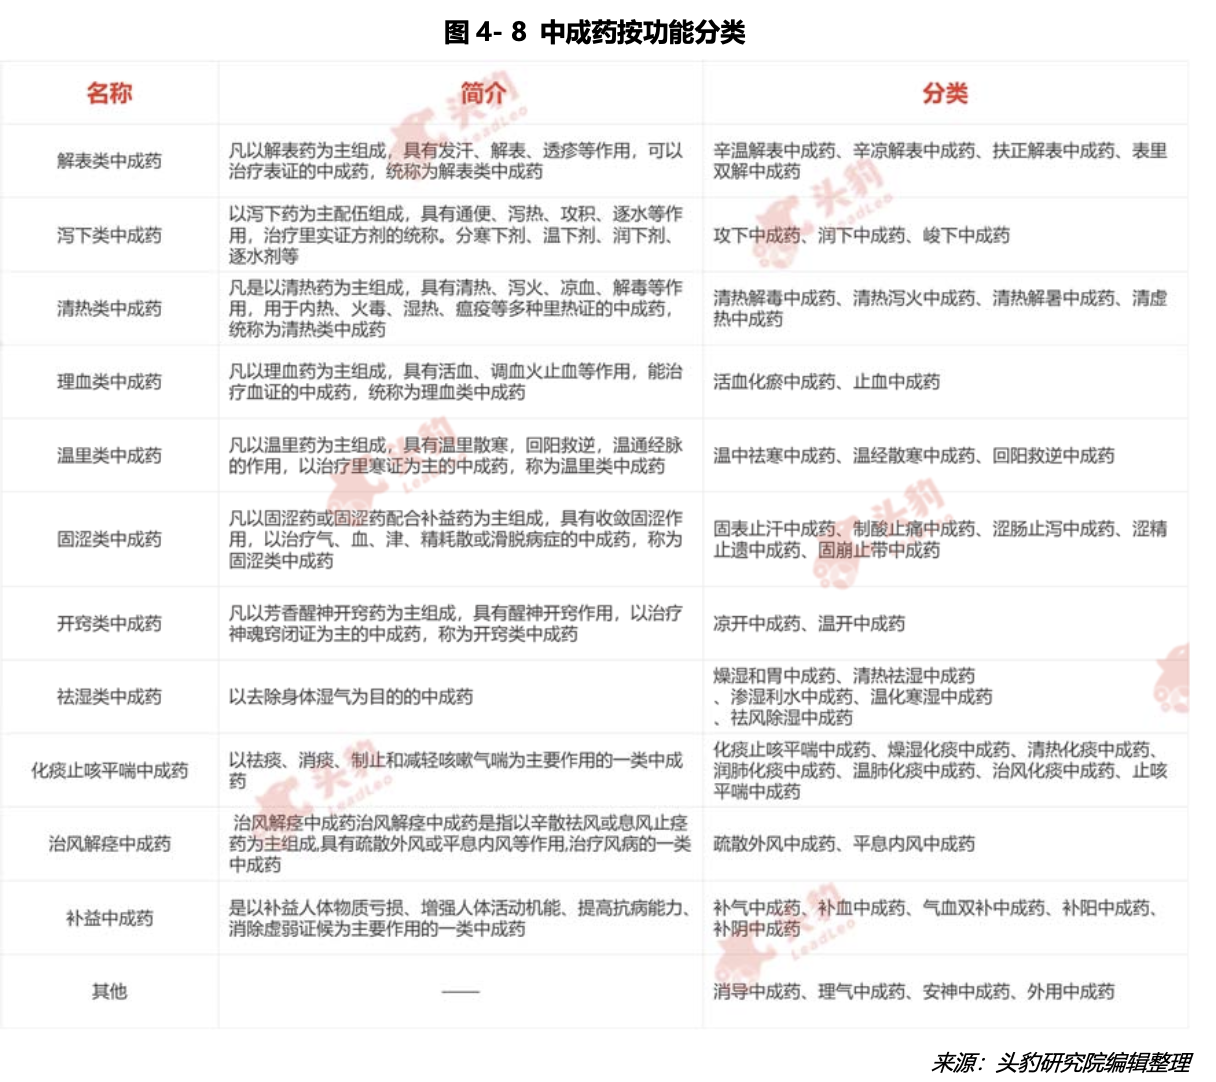 图 4- 8 中成药按功能分类
名称
简介
分类
解表类中成药
凡以解表药为主组成，具有发汗、解表、透疹等作用，可以
治疗表证的中成药，统称为解表类中成药
辛温解表中成药、辛凉解表中成药、扶正解表中成药、表里
双解中成药
泻下类中成药
以泻下药为主配伍组成，具有通便、泻热、攻积、逐水等作
用，治疗里实证方剂的统称。分寒下剂、温下剂、润下剂、
逐水剂等
攻下中成药、润下中成药、峻下中成药
清热类中成药
凡是以清热药为主组成，具有清热、泻火、凉血、解毒等作
用，用于内热、火毒、湿热、瘟疫等多种里热证的中成药，
统称为清热类中成药
清热解毒中成药、清热泻火中成药、清热解暑中成药、清虚
热中成药
理血类中成药
凡以理血药为主组成，具有活血、调血火止血等作用，能治
疗血证的中成药，统称为理血类中成药
活血化瘀中成药、止血中成药
温里类中成药
凡以温里药为主组成，具有温里散寒，回阳救逆，温通经脉
的作用，以治疗里寒证为主的中成药，称为温里类中成药
温中祛寒中成药、温经散寒中成药、回阳救逆中成药
固涩类中成药
凡以固涩药或固涩药配合补益药为主组成，具有收敛固涩作
用，以治疗气、血、津、精耗散或滑脱病症的中成药，称为
固涩类中成药
固表止汗中成药、制酸止痛中成药、涩肠止泻中成药、涩精
止遗中成药、固崩止带中成药
开窍类中成药
凡以芳香醒神开窍药为主组成，具有醒神开窍作用，以治疗
神魂窍闭证为主的中成药，称为开窍类中成药
凉开中成药、温开中成药
祛湿类中成药
以去除身体湿气为目的的中成药
燥湿和胃中成药、清热祛湿中成药
、渗湿利水中成药、温化寒湿中成药
、祛风除湿中成药
化痰止咳平喘中成药
以祛痰、消痰、制止和减轻咳嗽气喘为主要作用的一类中成
药
化痰止咳平喘中成药、燥湿化痰中成药、清热化痰中成药、
润肺化痰中成药、温肺化痰中成药、治风化痰中成药、止咳
平喘中成药
治风解痉中成药
治风解痉中成药治风解痉中成药是指以辛散祛风或息风止痉
药为主组成,具有疏散外风或平息内风等作用,治疗风病的一类
中成药
疏散外风中成药、平息内风中成药
补益中成药
是以补益人体物质亏损、增强人体活动机能、提高抗病能力、
消除虚弱证候为主要作用的一类中成药
补气中成药、补血中成药、气血双补中成药、补阳中成药、
补阴中成药
其他
——
消导中成药、理气中成药、安神中成药、外用中成药
来源：头豹研究院编辑整理
头豹
LeadLeo
头豹
LeadLeo
头豹
LeadLeo
头豹
头豹
LeadLeo
头豹
LeadLeo